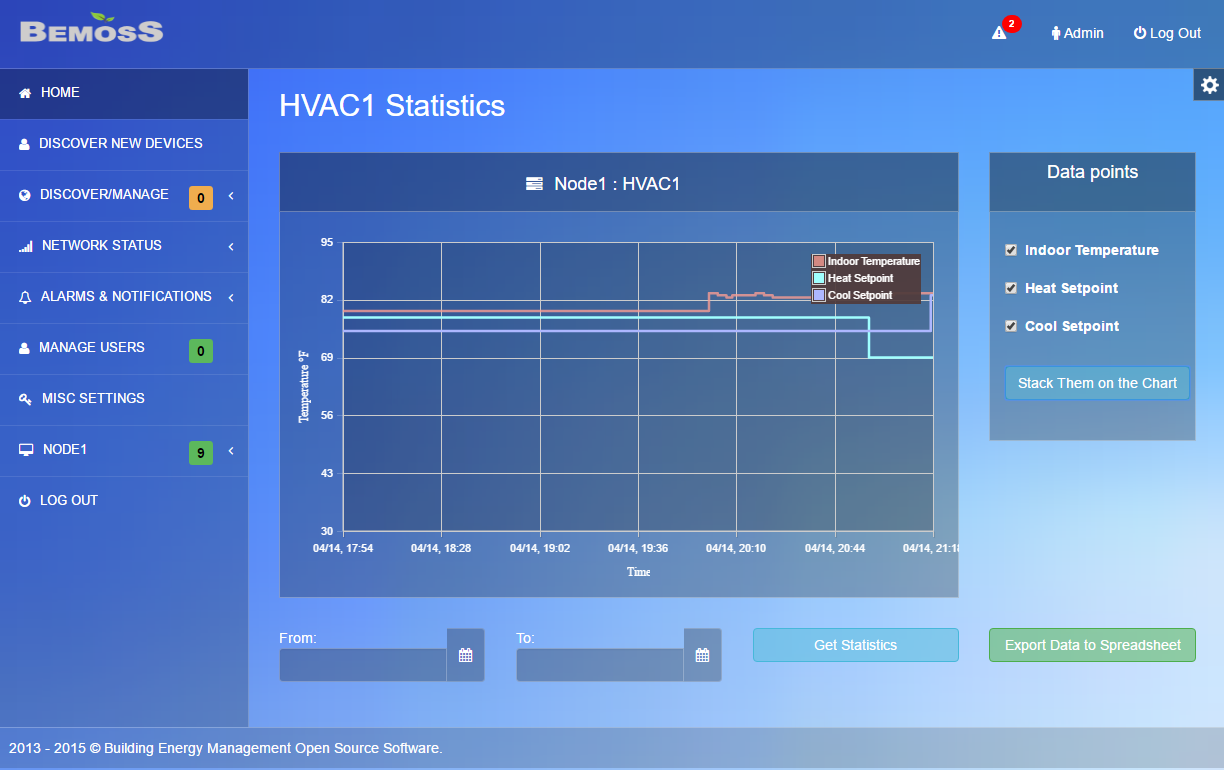 BEMOSS
2
Admin
Log Out
HOME
DISCOVER NEW DEVICES
DISCOVER/MANAGE 0
NETWORK STATUS
ALARMS & NOTIFICATIONS
MANAGE USERS 0
MISC SETTINGS
NODE1 9
LOG OUT
HVAC1 Statistics
Node1 : HVAC1
95
82
69
56
43
30
Temperature °F
Indoor Temperature
Heat Setpoint
Cool Setpoint
04/14, 17:54 04/14, 18:28 04/14, 19:02 04/14, 19:36 04/14, 20:10 04/14, 20:44 04/14, 21:18
Time
Data points
Indoor Temperature
Heat Setpoint
Cool Setpoint
Stack Them on the Chart
From:
To:
Get Statistics
Export Data to Spreadsheet
2013 - 2015 © Building Energy Management Open Source Software.